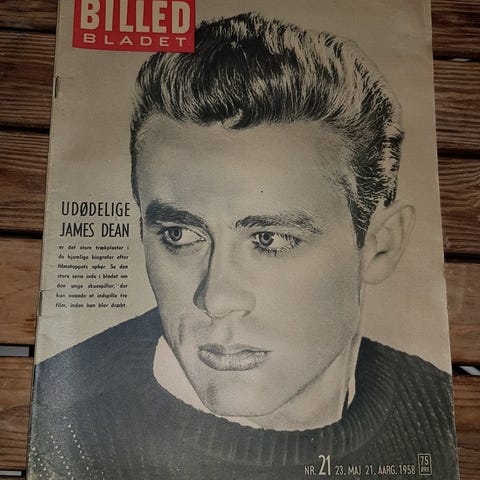 BILLED
BLADET
UDØDELIGE
JAMES DEAN
er det store trækplaster i
de hjemlige biografer efter
filmstoppets ophør. Se den
store serie inde i bladet om
den unge skuespiller, der
kun naaede at indspille tre
film, inden han blev dræbt.
NR. 21 23. MAJ 21. AARG. 1958
75
ØRE